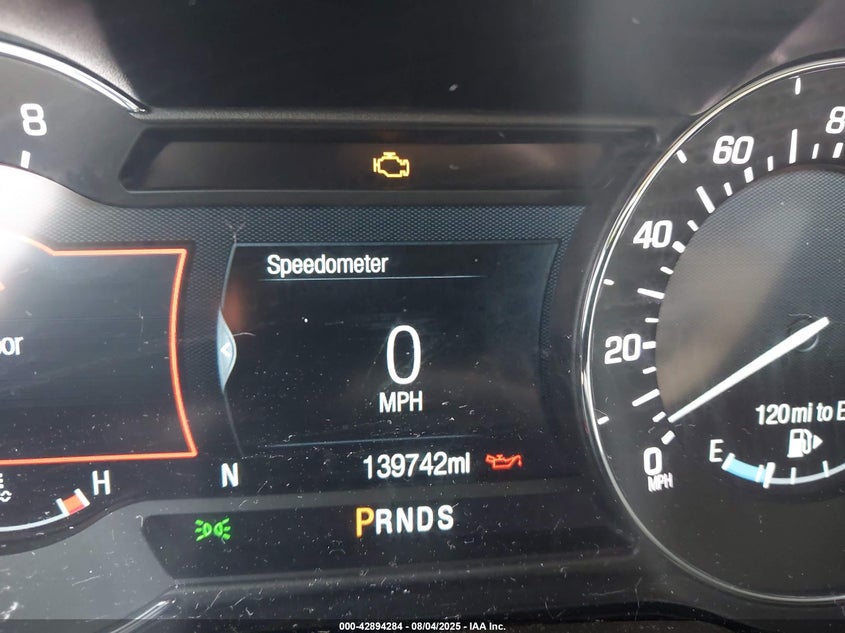 8
8
60
40
20
0
MPH
Speedometer
0
MPH
120mi to E
E
H
N
139742mi
PRNDS
000-42894284 - 08/04/2025 - IAA Inc.